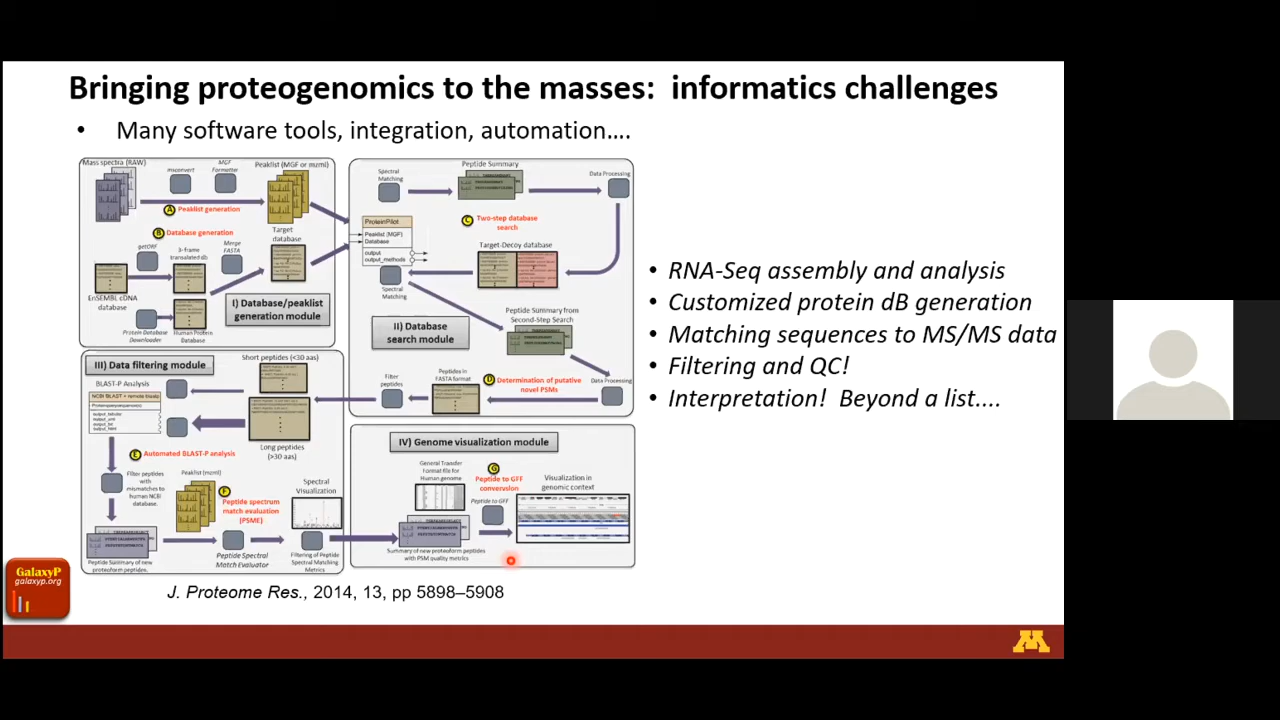 Bringing proteogenomics to the masses: informatics challenges
• Many software tools, integration, automation….
Mass spectra (RAW)
msconvert
MGF
Formatter
Peaklist (MGF or mzml)
A Peaklist generation
B Database generation
getORF
3-frame
translated db
Merge
FASTA
Target
database
EnSEMBL cDNA
database
Protein Database
Downloader
Human Protein
Database
I) Database/peaklist
generation module
Spectral
Matching
Peptide Summary
Data Processing
ProteinPilot
Peaklist (MGF)
Database
output
output_methods
C Two-step database
search
Target-Decoy database
Spectral
Matching
II) Database
search module
Peptide Summary from
Second-Step Search
Filter
peptides
Peptides in
FASTA format
D Determination of putative
novel PSMs
Data Processing
III) Data filtering module
Short peptides (<30 aas)
BLAST-P Analysis
NCBI BLAST + remote blastp
Long peptides
(>30 aas)
E Automated BLAST-P analysis
Filter peptides
with
mismatches to
human NCBI
database.
Peaklist (mzml)
F Peptide spectrum
match evaluation
(PSME)
Spectral
Visualization
Peptide Summary of new
proteoform peptides.
Peptide Spectral
Match Evaluator
Filtering of Peptide
Spectral Matching
Metrics
IV) Genome visualization module
General Transfer
Format file for
Human genome
G
Peptide to GFF
conversion
Peptide to GFF
Visualization in
genomic context
Summary of new proteoform peptides
with PSM quality metrics
• RNA-Seq assembly and analysis
• Customized protein dB generation
• Matching sequences to MS/MS data
• Filtering and QC!
• Interpretation! Beyond a list....
GalaxyP
galaxyp.org
J. Proteome Res., 2014, 13, pp 5898–5908
M